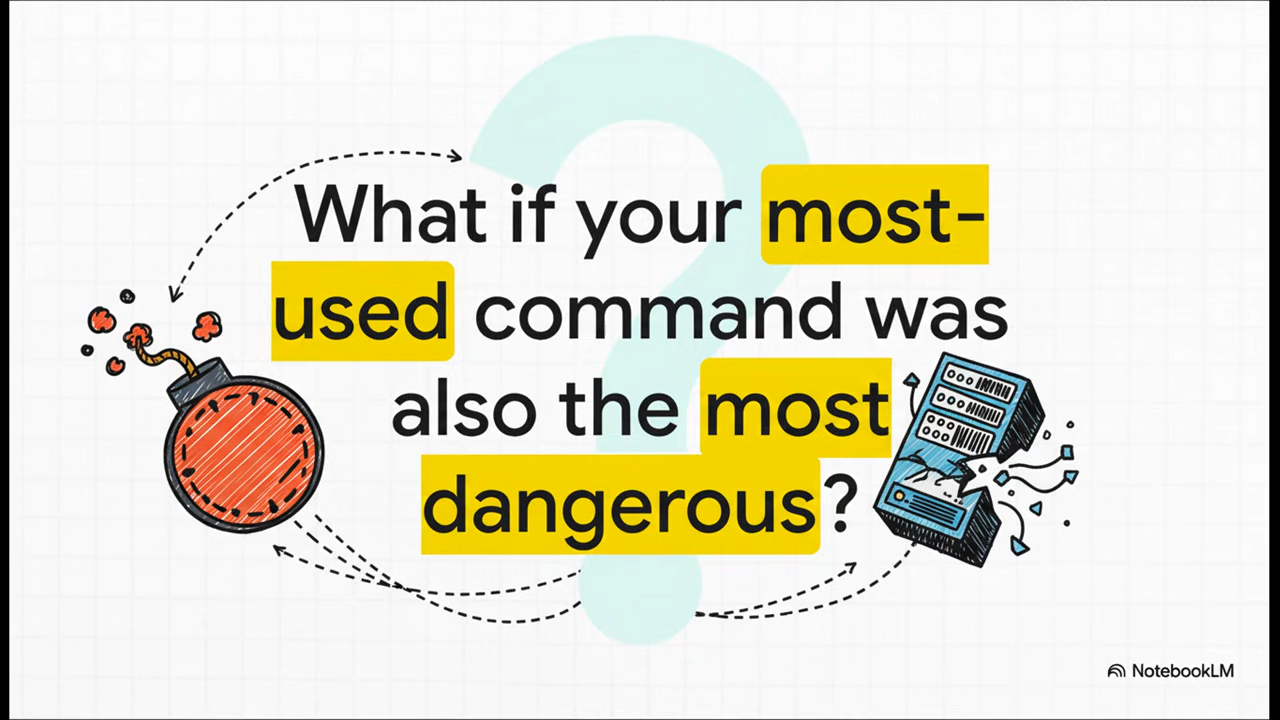 What if your most-
used command was
also the most
dangerous?
NotebookLM